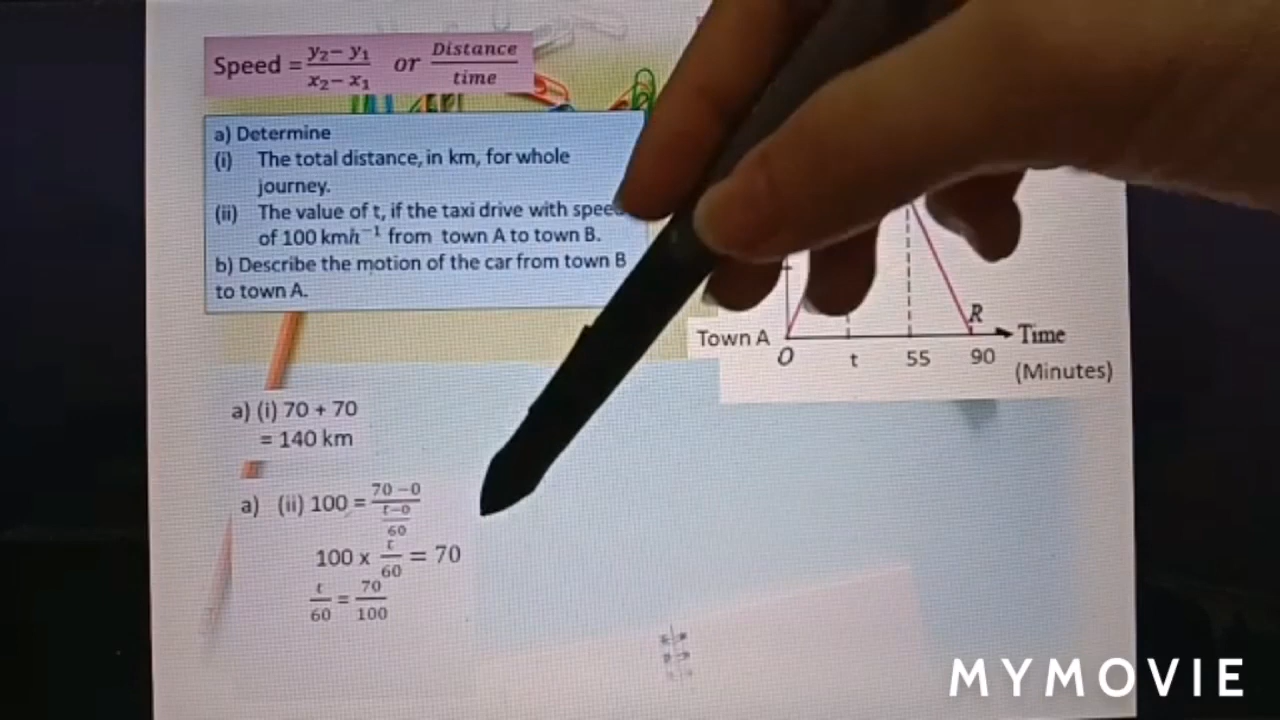 Speed = y₂− y₁ / x₂− x₁ or Distance / time
a) Determine
(i) The total distance, in km, for whole
journey.
(ii) The value of t, if the taxi drive with
of 100 kmh⁻¹ from town A to town B.
b) Describe the motion of the car from town B
to town A.
R
Town A
Time
O t 55 90
(Minutes)
a) (i) 70 + 70
= 140 km
a) (ii) 100 = 70 −0 / t−0 / 60
100 x t / 60 = 70
t / 60 = 70 / 100
MYMOVIE